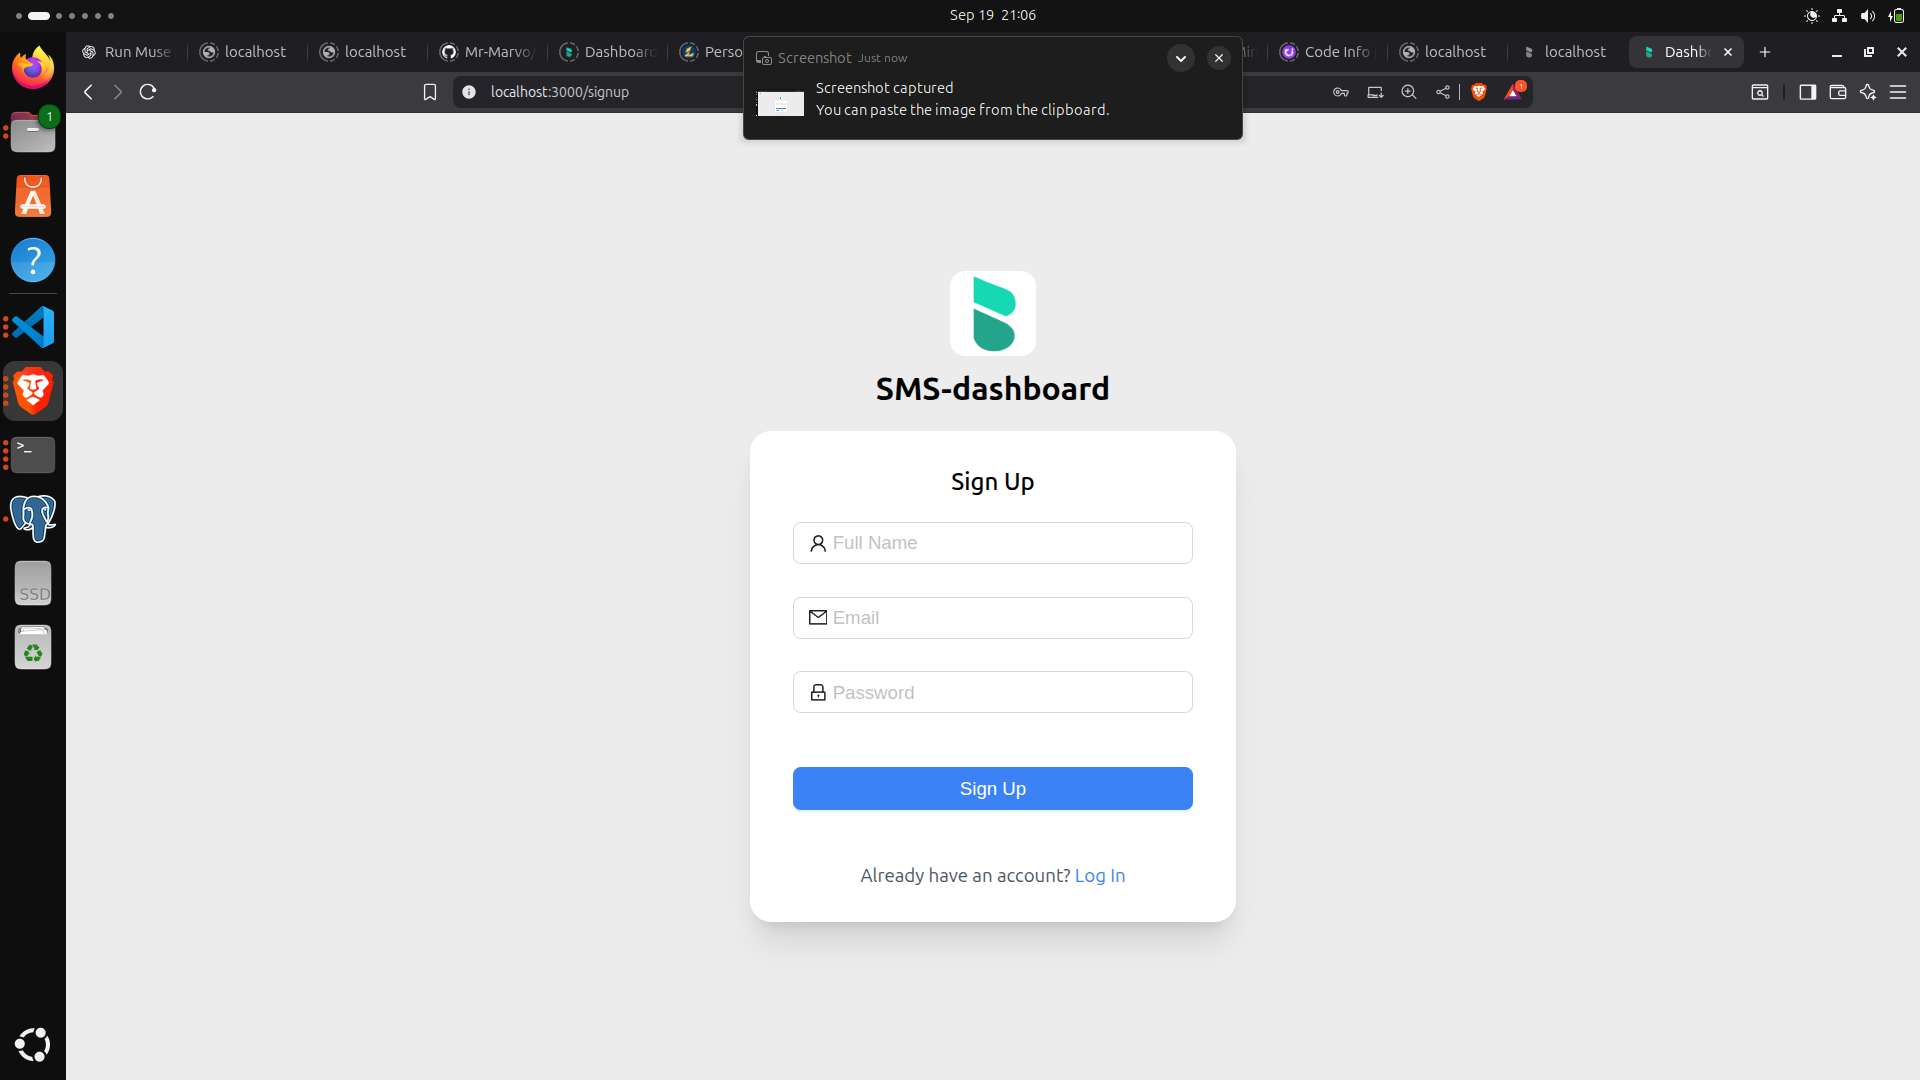 Sep 19 21:06
Run Muse
localhost
localhost
Mr-Marvo/
Dashboard
Perso
Code Info
localhost
localhost
Dashb
localhost:3000/signup
1
Screenshot Just now
Screenshot captured
You can paste the image from the clipboard.
1
SSD
SMS-dashboard
Sign Up
Full Name
Email
Password
Sign Up
Already have an account? Log In